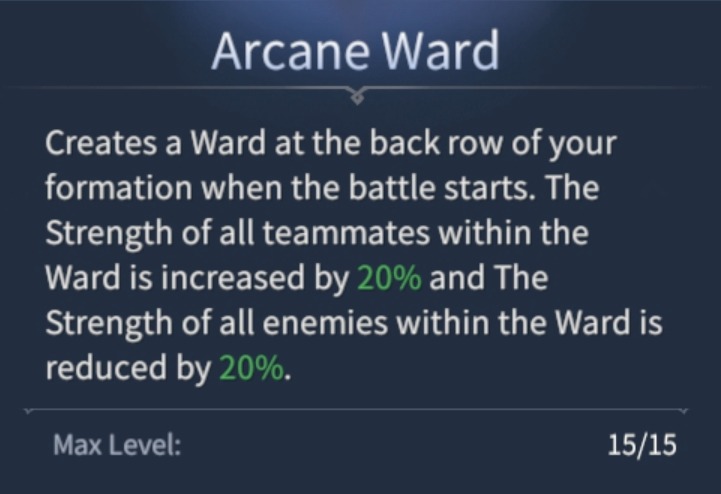 Arcane Ward
Creates a Ward at the back row of your
formation when the battle starts. The
Strength of all teammates within the
Ward is increased by 20% and The
Strength of all enemies within the Ward is
reduced by 20%.
Max Level: 15/15